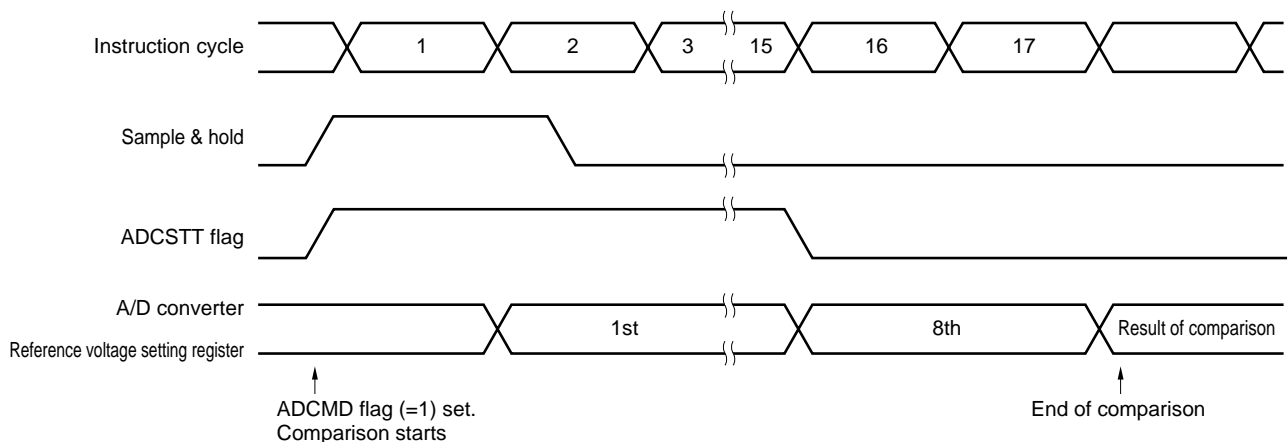 Instruction cycle 1 2 3 15 16 17
Sample & hold
ADCSTT flag
A/D converter
1st 8th Result of comparison
Reference voltage setting register
ADCMD flag (=1) set. End of comparison
Comparison starts